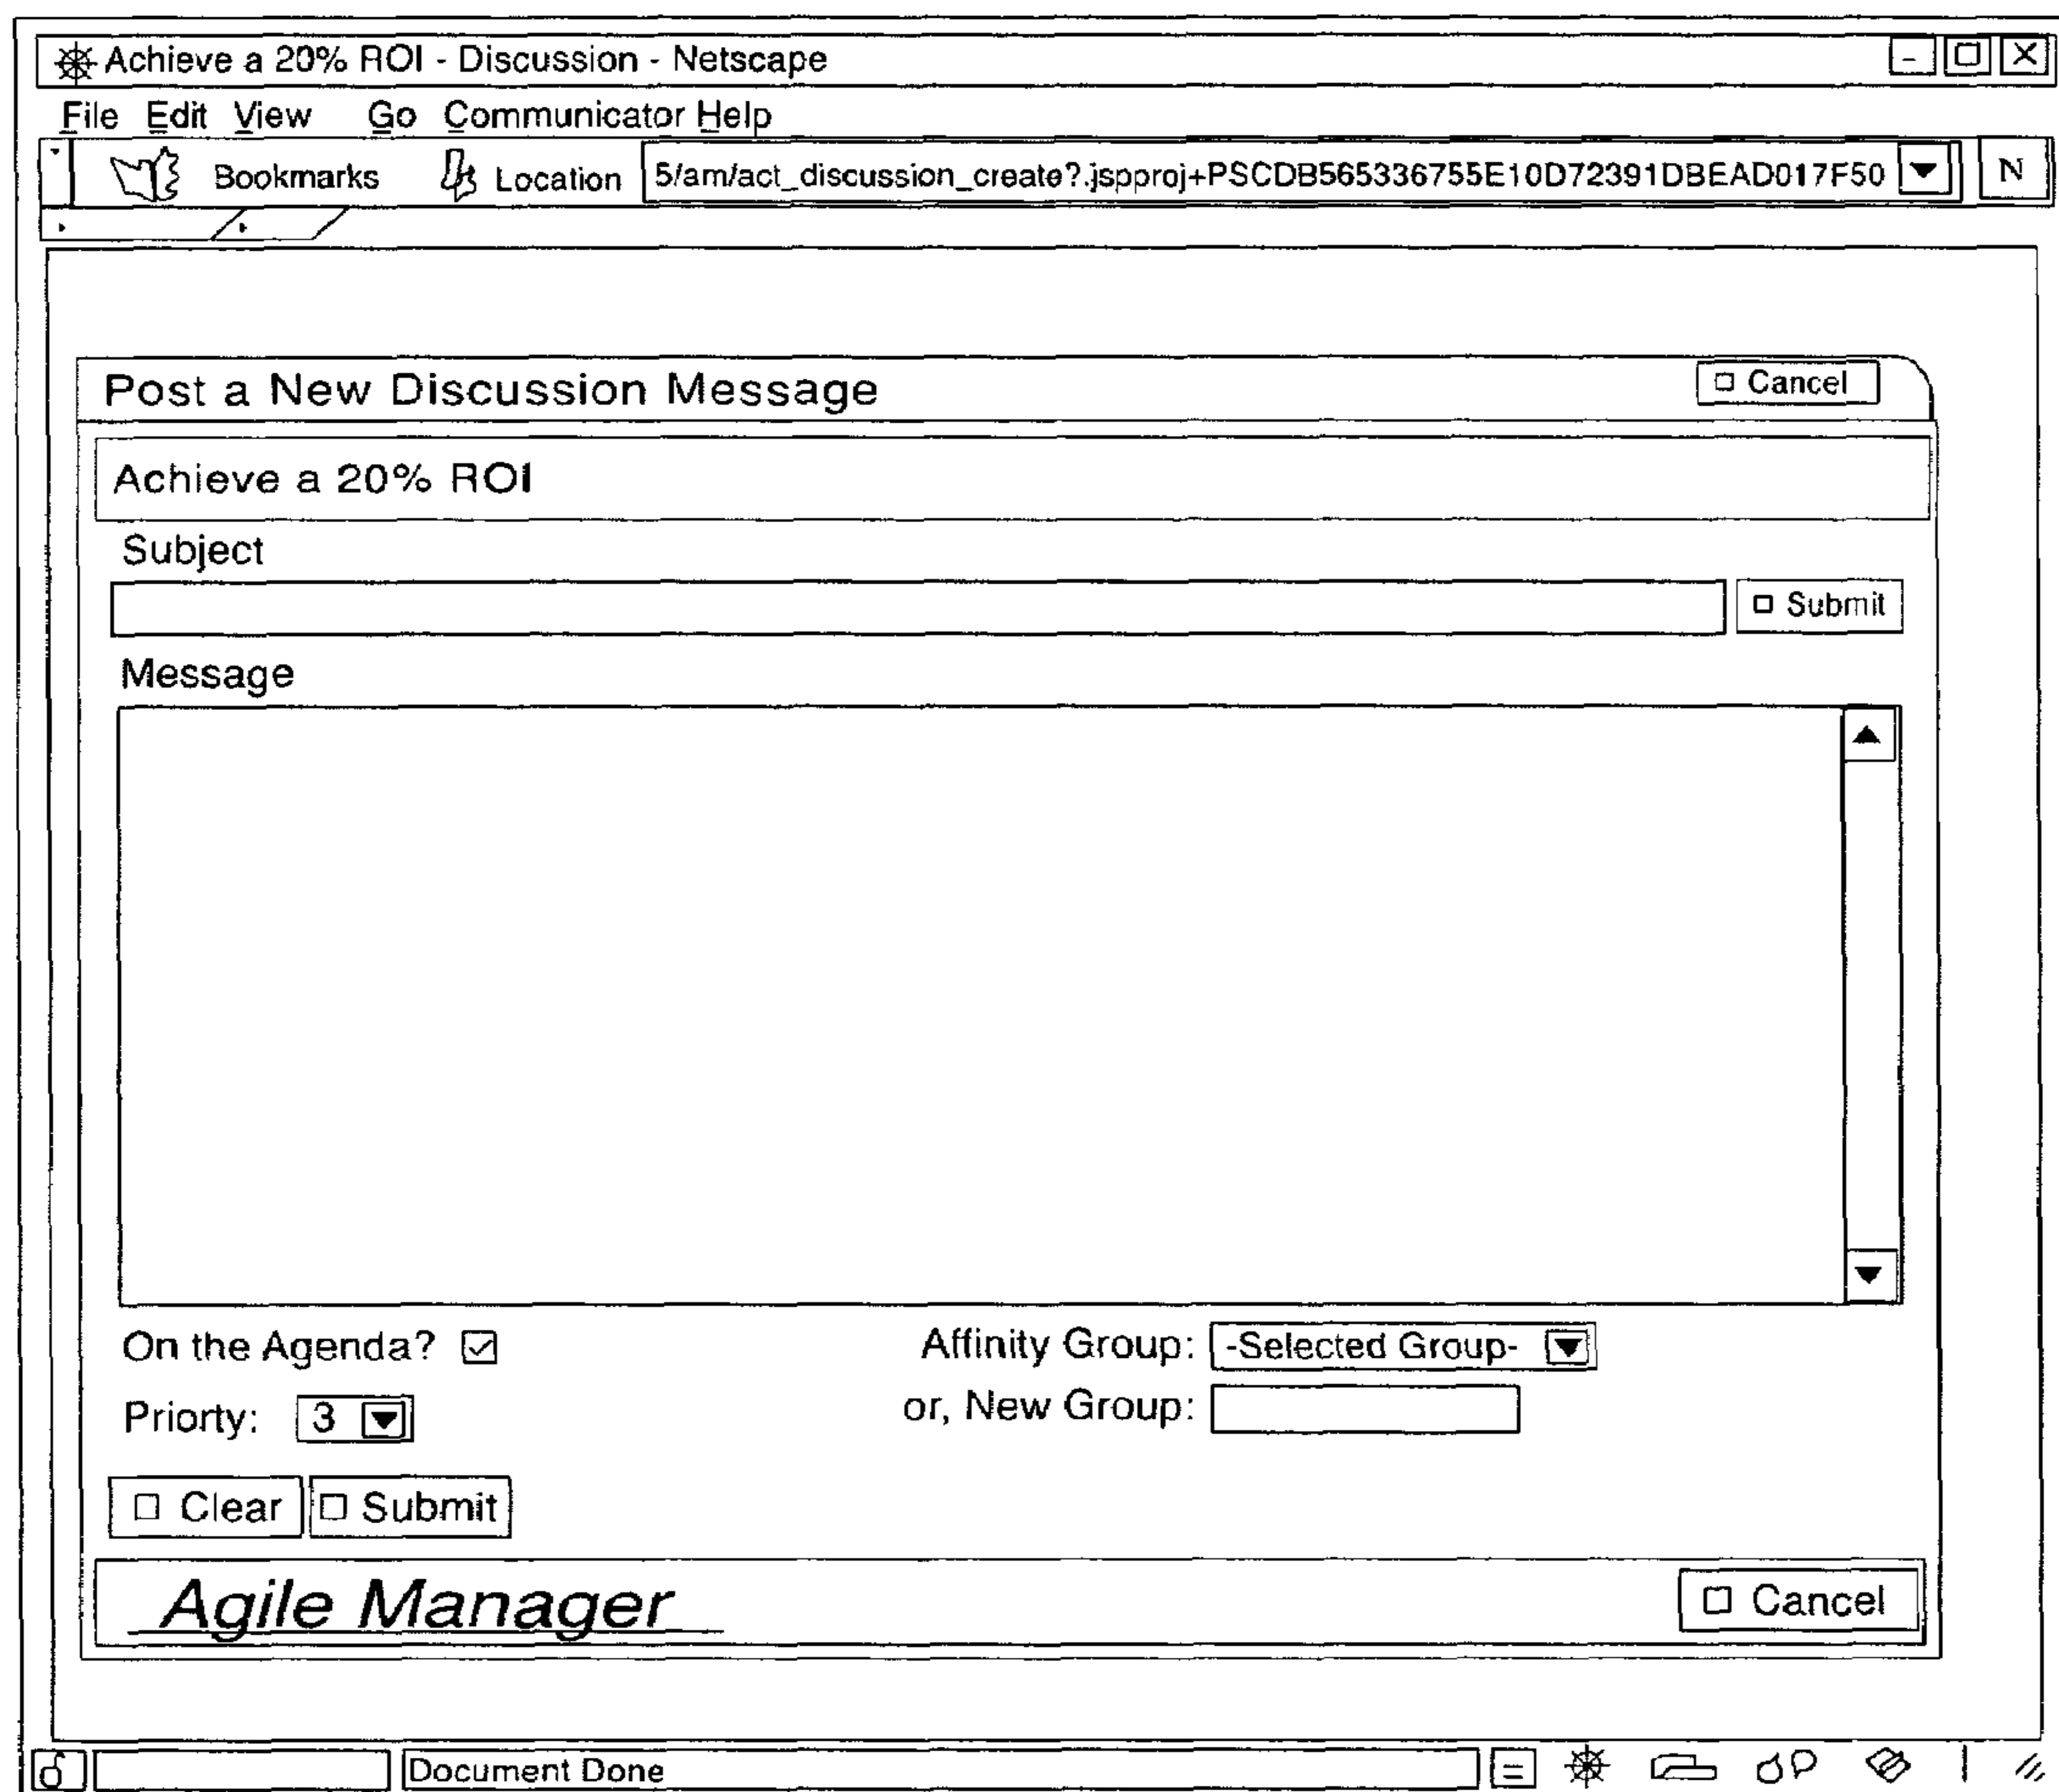 Achieve a 20% ROI - Discussion - Netscape
File Edit View Go Communicator Help
Bookmarks Location 5/am/act_discussion_create?.jspproj+PSCDB565336755E10D72391DBEAD017F50 N
Post a New Discussion Message Cancel
Achieve a 20% ROI
Subject
Submit
Message
On the Agenda? Affinity Group: -Selected Group-
Priorty: 3 or, New Group:
Clear Submit
Agile Manager Cancel
Document Done